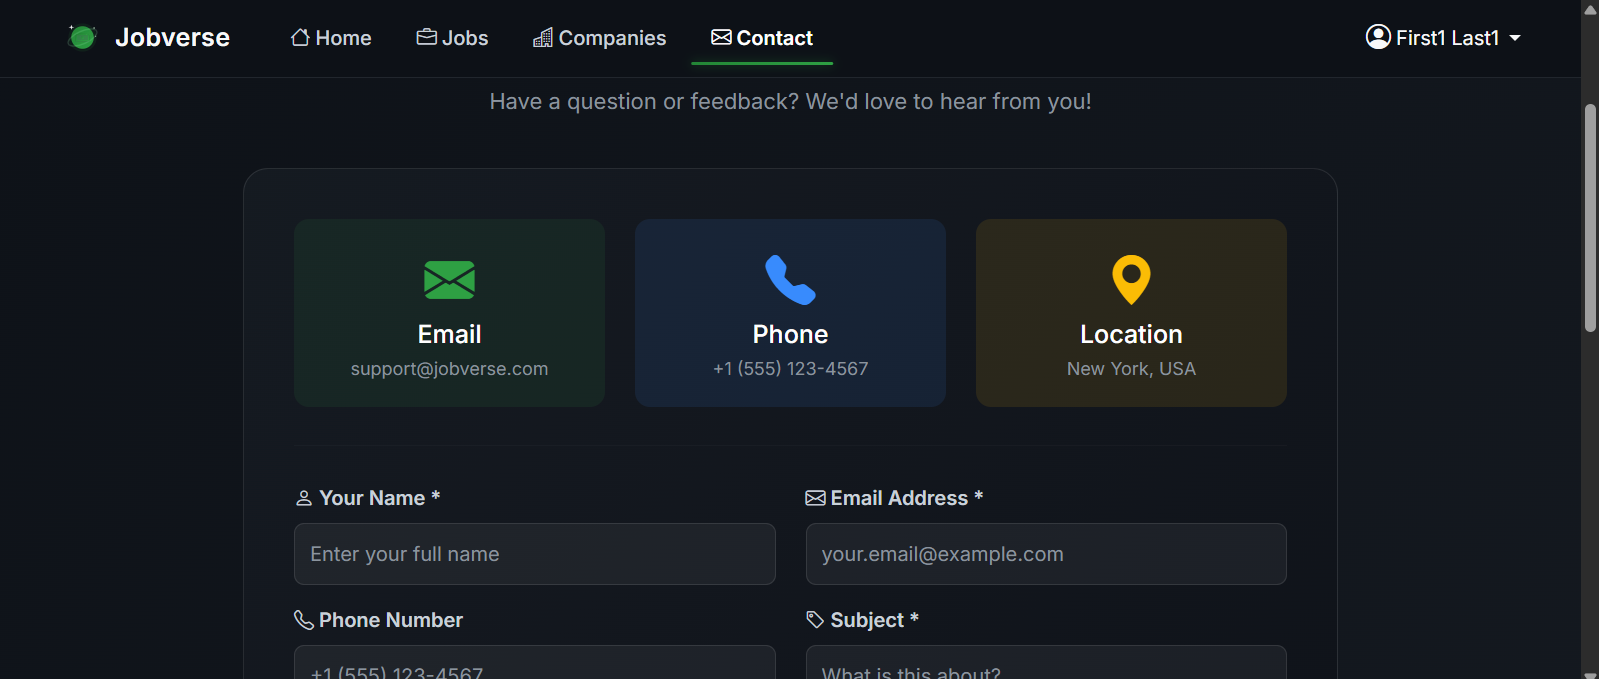 Jobverse Home Jobs Companies Contact First1 Last1
Have a question or feedback? We'd love to hear from you!
Email Phone Location
support@jobverse.com +1 (555) 123-4567 New York, USA
Your Name * Email Address *
Enter your full name your.email@example.com
Phone Number Subject *
+1 (555) 123-4567 What is this about?